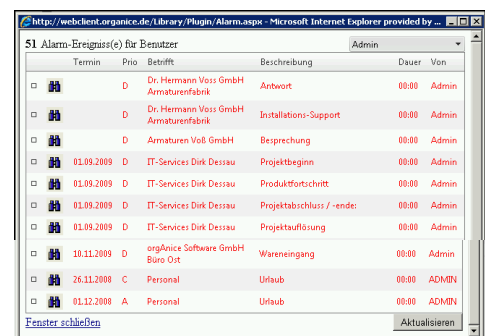 http://webclient.organice.de/Library/Plugin/Alarm.aspx - Microsoft Internet Explorer provided by ...
51 Alarm-Ereigniss(e) für Benutzer Admin
Termin Prio Betrifft Beschreibung Dauer Von
D Dr. Hermann Voss GmbH Armaturenfabrik Antwort 00:00 Admin
D Dr. Hermann Voss GmbH Armaturenfabrik Installations-Support 00:00 Admin
D Armaturen Voß GmbH Besprechung 00:00 Admin
01.09.2009 D IT-Services Dirk Dessau Projektbeginn 00:00 Admin
01.09.2009 D IT-Services Dirk Dessau Produktfortschritt 00:00 Admin
01.09.2009 D IT-Services Dirk Dessau Projektabschluss / -ende: 00:00 Admin
01.09.2009 D IT-Services Dirk Dessau Projektauflösung 00:00 Admin
10.11.2009 D orgAnice Software GmbH Büro Ost Wareneingang 00:00 Admin
26.11.2008 C Personal Urlaub 00:00 ADMIN
01.12.2008 A Personal Urlaub 00:00 ADMIN
Fenster schließen Aktualisieren